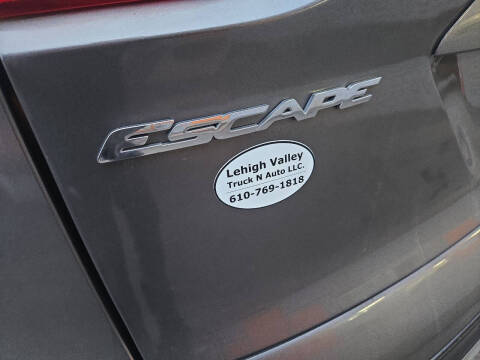 ESCAPE
Lehigh Valley
Truck N Auto LLC.
610-769-1818